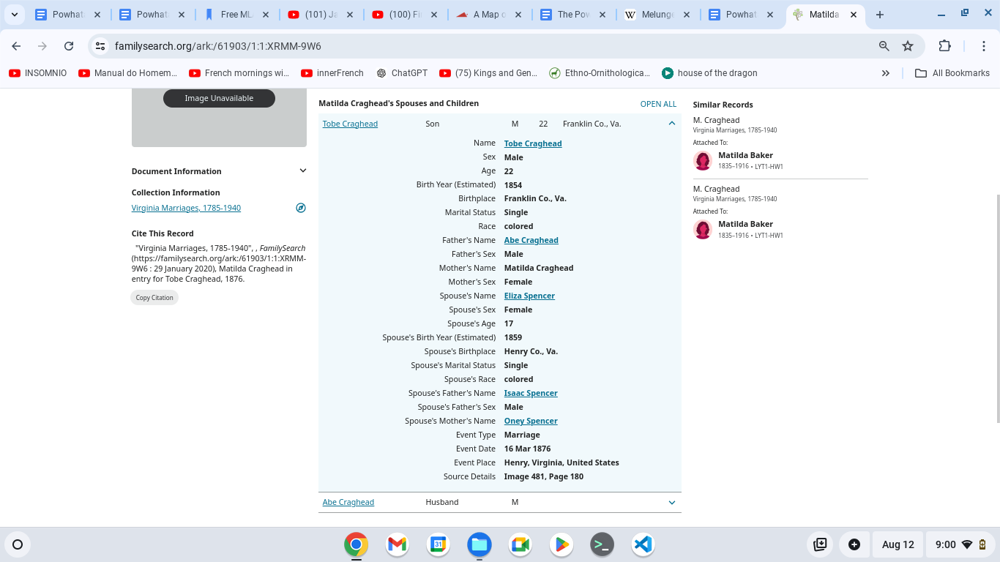 Powhat
Powhat
Free ML
(101) Ja
(100) Fi
A Map o
The Pow
Melunge
Powhat
Matilda
familysearch.org/ark:/61903/1:1:XRMM-9W6
INSOMNIO
Manual do Homem...
French mornings wi...
innerFrench
ChatGPT
(75) Kings and Gen...
Ethno-Ornithologica...
house of the dragon
All Bookmarks
Image Unavailable
Document Information
Collection Information
Virginia Marriages, 1785-1940
Cite This Record
"Virginia Marriages, 1785-1940", , FamilySearch
(https://familysearch.org/ark:/61903/1:1:XRMM-
9W6 : 29 January 2020), Matilda Craghead in
entry for Tobe Craghead, 1876.
Copy Citation
Matilda Craghead's Spouses and Children
OPEN ALL
Tobe Craghead Son M 22 Franklin Co., Va.
Name Tobe Craghead
Sex Male
Age 22
Birth Year (Estimated) 1854
Birthplace Franklin Co., Va.
Marital Status Single
Race colored
Father's Name Abe Craghead
Father's Sex Male
Mother's Name Matilda Craghead
Mother's Sex Female
Spouse's Name Eliza Spencer
Spouse's Sex Female
Spouse's Age 17
Spouse's Birth Year (Estimated) 1859
Spouse's Birthplace Henry Co., Va.
Spouse's Marital Status Single
Spouse's Race colored
Spouse's Father's Name Isaac Spencer
Spouse's Father's Sex Male
Spouse's Mother's Name Oney Spencer
Event Type Marriage
Event Date 16 Mar 1876
Event Place Henry, Virginia, United States
Source Details Image 481, Page 180
Abe Craghead Husband M
Similar Records
M. Craghead
Virginia Marriages, 1785-1940
Attached To:
Matilda Baker
1835–1916 • LYT1-HW1
M. Craghead
Virginia Marriages, 1785-1940
Attached To:
Matilda Baker
1835–1916 • LYT1-HW1
Aug 12
9:00